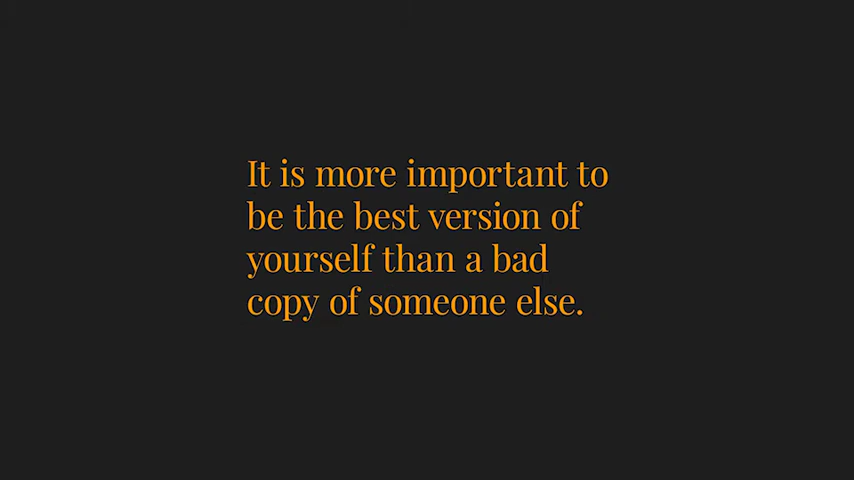 It is more important to
be the best version of
yourself than a bad
copy of someone else.